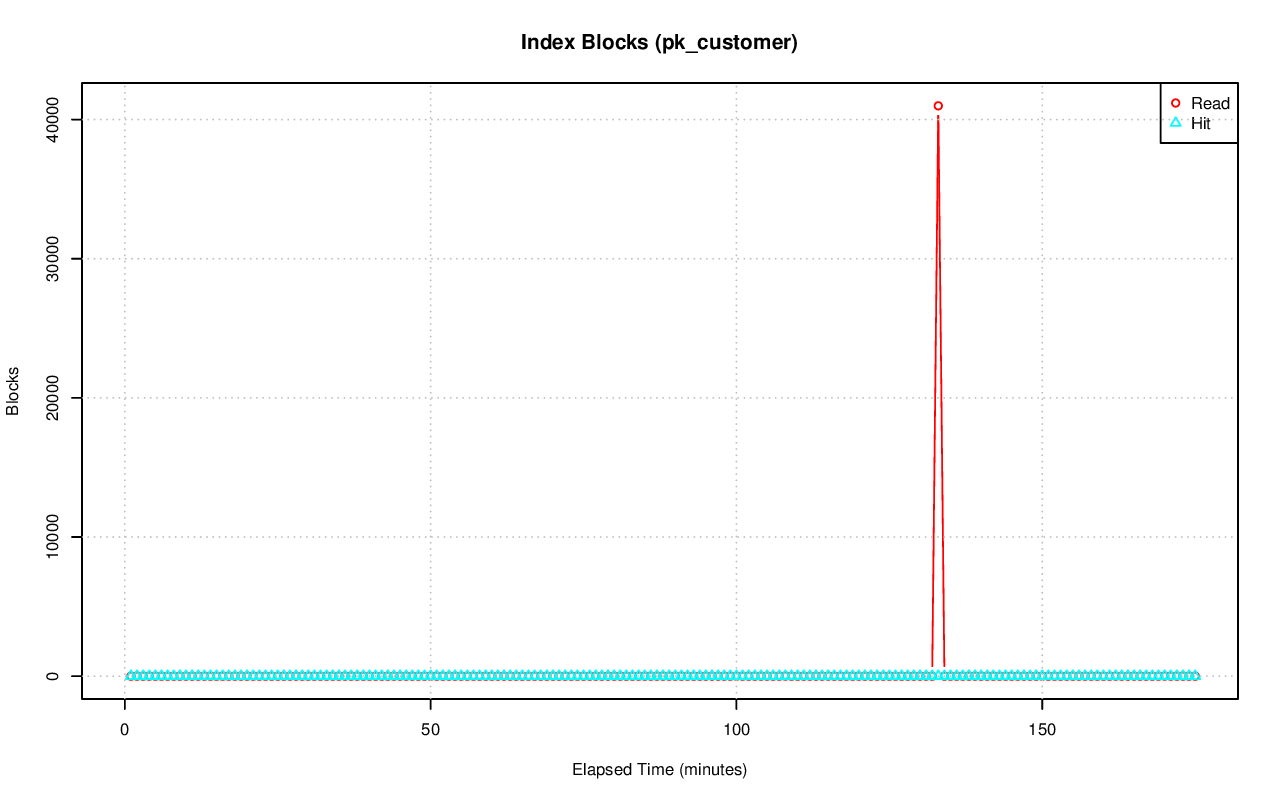 Index Blocks (pk_customer)
Read
Hit
40000
30000
20000
10000
0
Blocks
0 50 100 150
Elapsed Time (minutes)